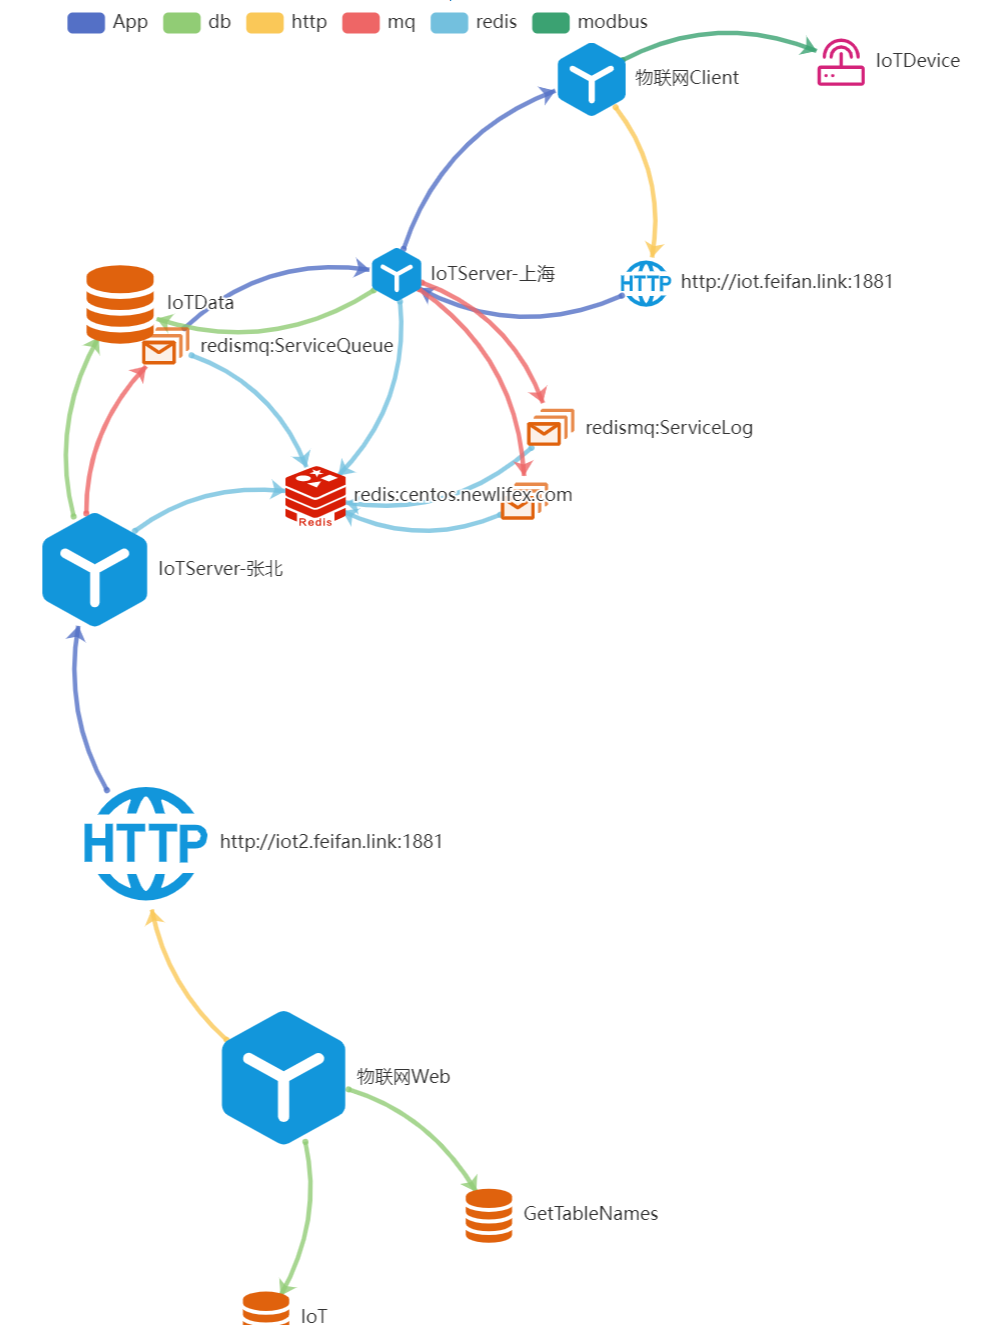 App db http mq redis modbus
IoTDevice
物联网Client
IoTServer-上海
HTTP http://iot.feifan.link:1881
IoTData
redismq:ServiceQueue
redismq:ServiceLog
redis:centos.newlifex.com
Redis
IoTServer-张北
HTTP http://iot2.feifan.link:1881
物联网Web
GetTableNames
IoT